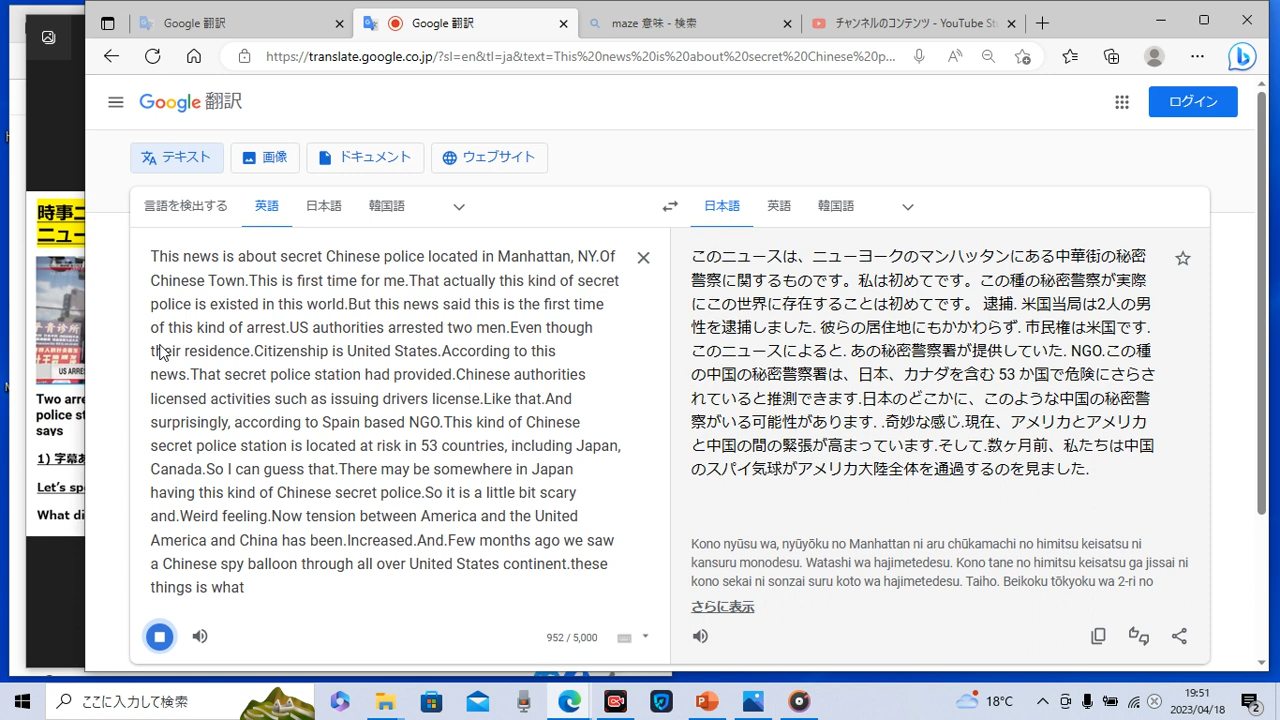 Google 翻訳
Google 翻訳
maze 意味 - 検索
チャンネルのコンテンツ - YouTube St
https://translate.google.co.jp/?sl=en&tl=ja&text=This%20news%20is%20about%20secret%20Chinese%20p...
Google 翻訳
ログイン
テキスト
画像
ドキュメント
ウェブサイト
言語を検出する
英語
日本語
韓国語
日本語
英語
韓国語
This news is about secret Chinese police located in Manhattan, NY.Of
Chinese Town.This is first time for me.That actually this kind of secret
police is existed in this world.But this news said this is the first time
of this kind of arrest.US authorities arrested two men.Even though
their residence.Citizenship is United States.According to this
news.That secret police station had provided.Chinese authorities
licensed activities such as issuing drivers license.Like that.And
surprisingly, according to Spain based NGO.This kind of Chinese
secret police station is located at risk in 53 countries, including Japan,
Canada.So I can guess that.There may be somewhere in Japan
having this kind of Chinese secret police.So it is a little bit scary
and.Weird feeling.Now tension between America and the United
America and China has been.Increased.And.Few months ago we saw
a Chinese spy balloon through all over United States continent.these
things is what
952 / 5,000
このニュースは、ニューヨークのマンハッタンにある中華街の秘密
警察に関するものです。私は初めてです。この種の秘密警察が実際
にこの世界に存在することは初めてです。 逮捕. 米国当局は2人の男
性を逮捕しました. 彼らの居住地にもかかわらず. 市民権は米国です.
このニュースによると. あの秘密警察署が提供していた. NGO.この種
の中国の秘密警察署は、日本、カナダを含む 53 か国で危険にさらさ
れていると推測できます.日本のどこかに、このような中国の秘密警
察がいる可能性があります. .奇妙な感じ.現在、アメリカとアメリカ
と中国の間の緊張が高まっています.そして.数ヶ月前、私たちは中国
のスパイ気球がアメリカ大陸全体を通過するのを見ました.
Kono nyūsu wa, nyūyōku no Manhattan ni aru chūkamachi no himitsu keisatsu ni
kansuru monodesu. Watashi wa hajimetedesu. Kono tane no himitsu keisatsu ga jissai ni
kono sekai ni sonzai suru koto wa hajimetedesu. Taiho. Beikoku tōkyoku wa 2-ri no
さらに表示
時事ニ
ニュー
US ARRE
Two arre
police st
says
1) 字幕あ
Let's spe
What di
ここに入力して検索
18°C
19:51
2023/04/18
2